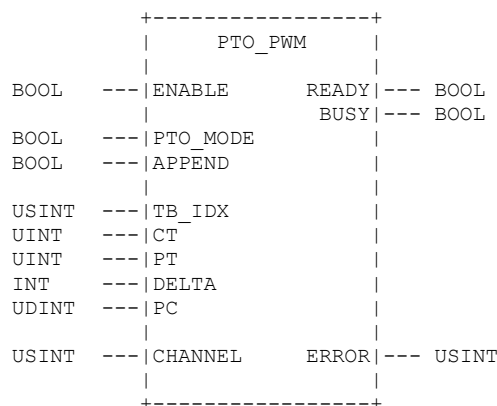 +------------------+
|     PTO_PWM      |
|                  |
BOOL   ---|ENABLE      READY|--- BOOL
|              BUSY|--- BOOL
BOOL   ---|PTO_MODE          |
BOOL   ---|APPEND            |
|                  |
USINT  ---|TB_IDX            |
UINT   ---|CT                |
UINT   ---|PT                |
INT    ---|DELTA             |
UDINT  ---|PC                |
|                  |
USINT  ---|CHANNEL     ERROR|--- USINT
|                  |
+------------------+